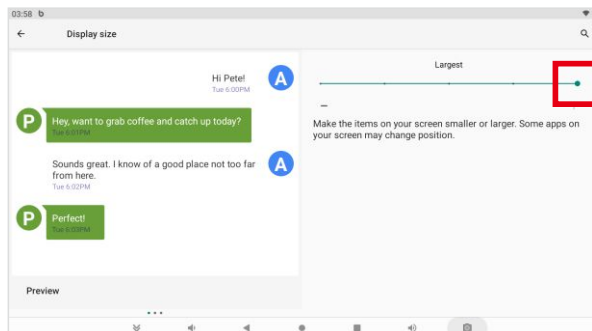 03:58 b
Display size
Hi Pete!
Tue 6:00PM
A
P
Hey, want to grab coffee and catch up today?
Tue 6:01PM
Sounds great. I know of a good place not too far
from here.
Tue 6:02PM
A
P
Perfect!
Tue 6:03PM
Preview
Largest
Make the items on your screen smaller or larger. Some apps on
your screen may change position.